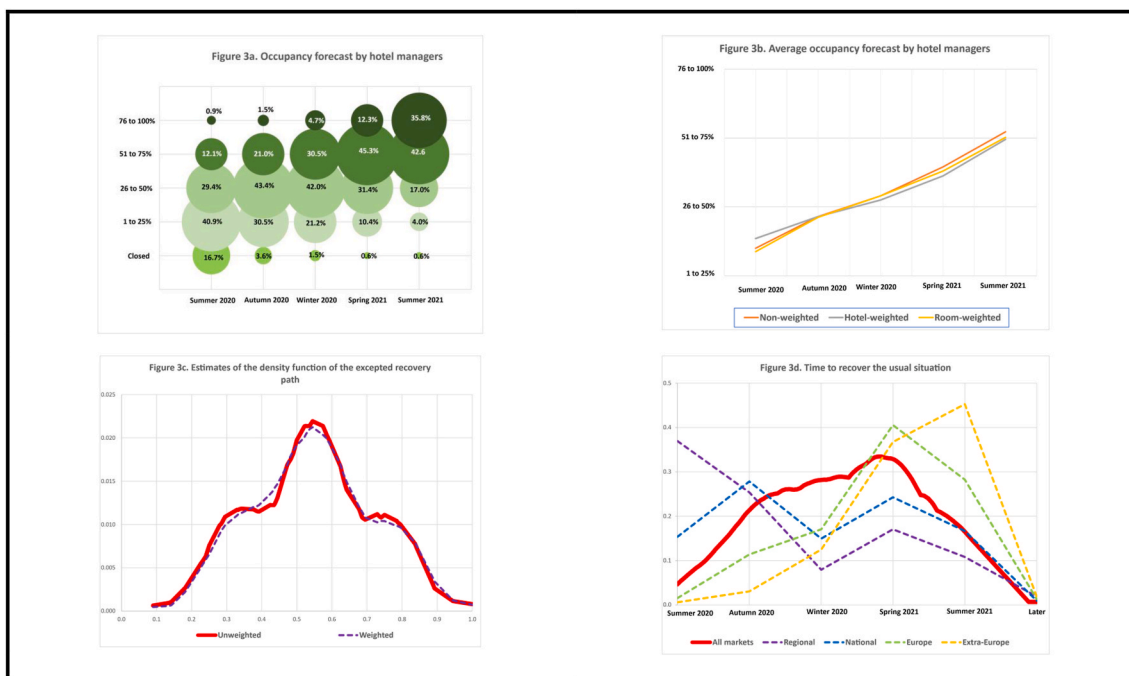 Figure 3a. Occupancy forecast by hotel managers
76 to 100%
0.9%
1.5%
4.7%
12.3%
35.8%
51 to 75%
12.1%
21.0%
30.5%
45.3%
42.6
26 to 50%
29.4%
43.4%
42.0%
31.4%
17.0%
1 to 25%
40.9%
30.5%
21.2%
10.4%
4.0%
Closed
16.7%
3.6%
1.5%
0.6%
0.6%
Summer 2020 Autumn 2020 Winter 2020 Spring 2021 Summer 2021
Figure 3b. Average occupancy forecast by hotel managers
76 to 100%
51 to 75%
26 to 50%
1 to 25%
Summer 2020 Autumn 2020 Winter 2020 Spring 2021 Summer 2021
Non-weighted Hotel-weighted Room-weighted
Figure 3c. Estimates of the density function of the excepted recovery
path
0.025
0.020
0.015
0.010
0.005
0.000
0.0 0.1 0.2 0.3 0.4 0.5 0.6 0.7 0.8 0.9 1.0
Unweighted Weighted
Figure 3d. Time to recover the usual situation
0.5
0.4
0.3
0.2
0.1
0.0
Summer 2020 Autumn 2020 Winter 2020 Spring 2021 Summer 2021 Later
All markets Regional National Europe Extra-Europe